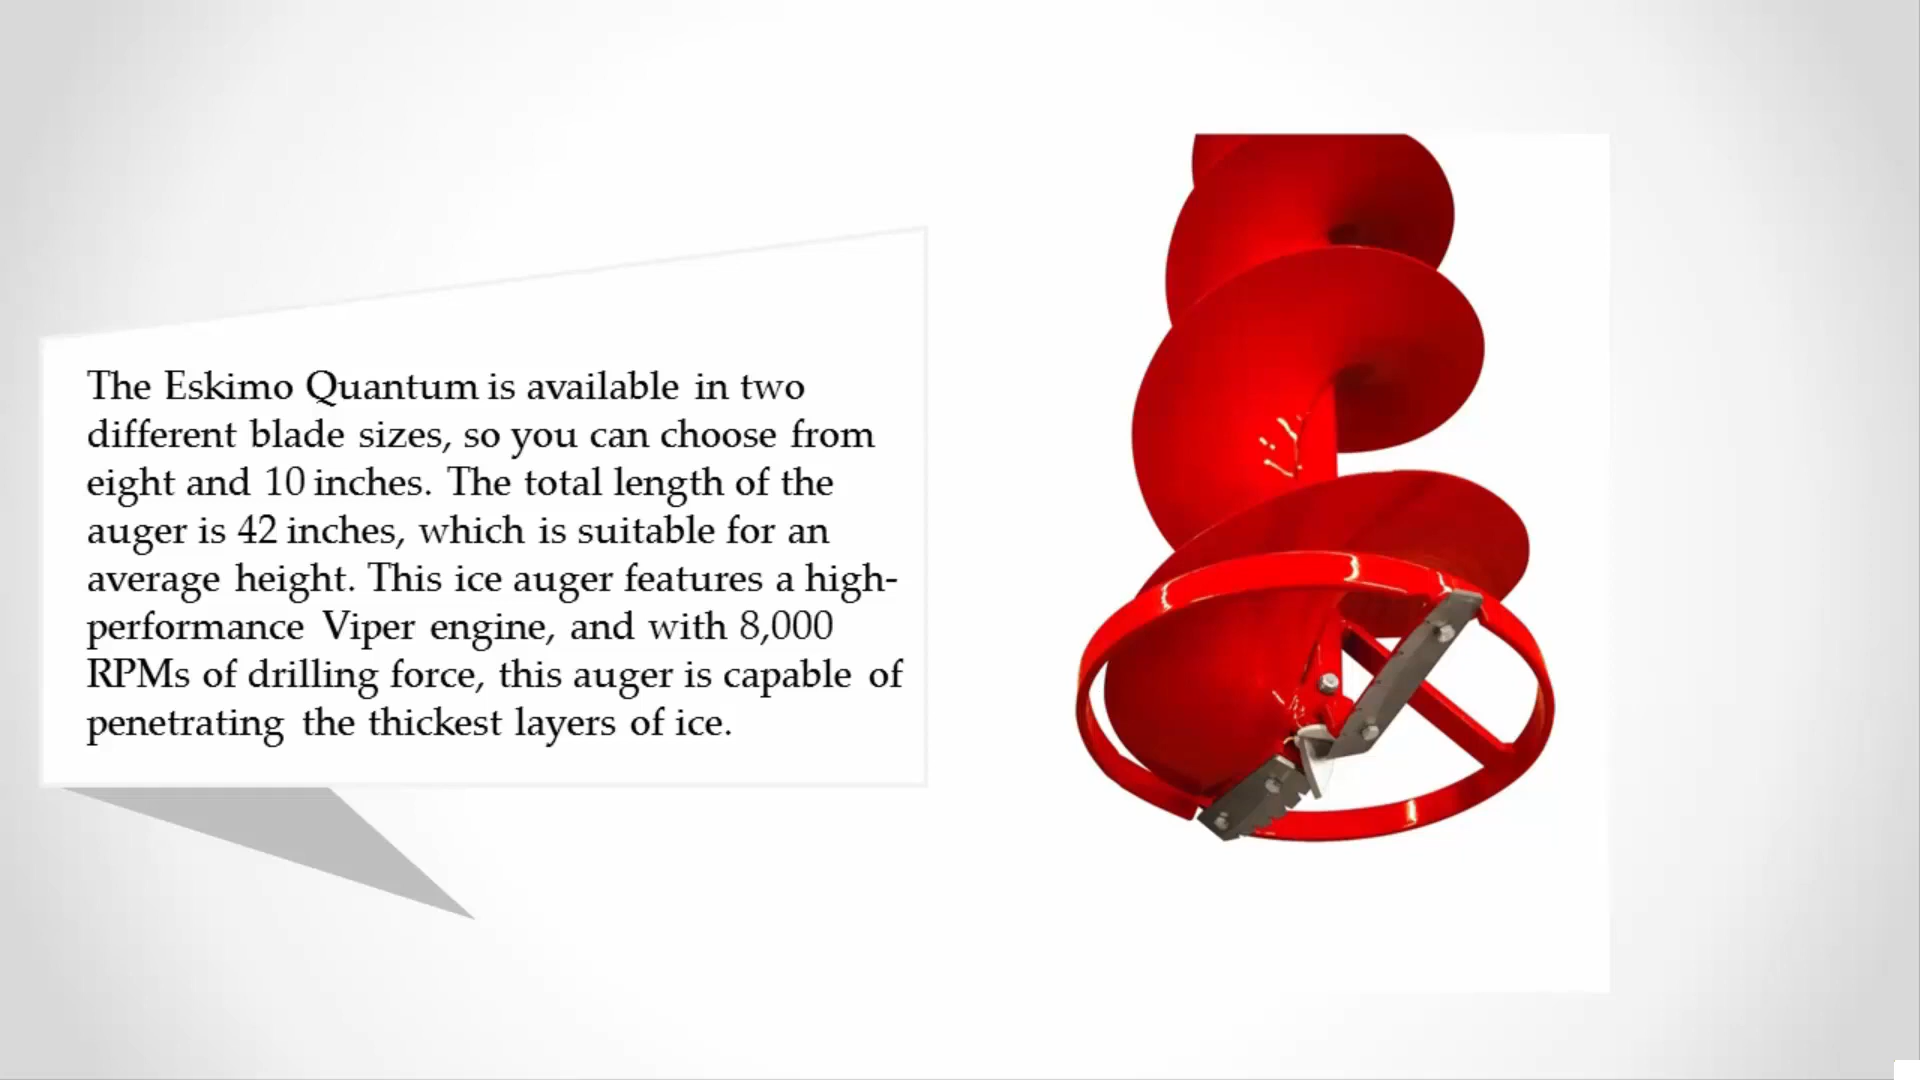 The Eskimo Quantum is available in two
different blade sizes, so you can choose from
eight and 10 inches. The total length of the
auger is 42 inches, which is suitable for an
average height. This ice auger features a high-
performance Viper engine, and with 8,000
RPMs of drilling force, this auger is capable of
penetrating the thickest layers of ice.